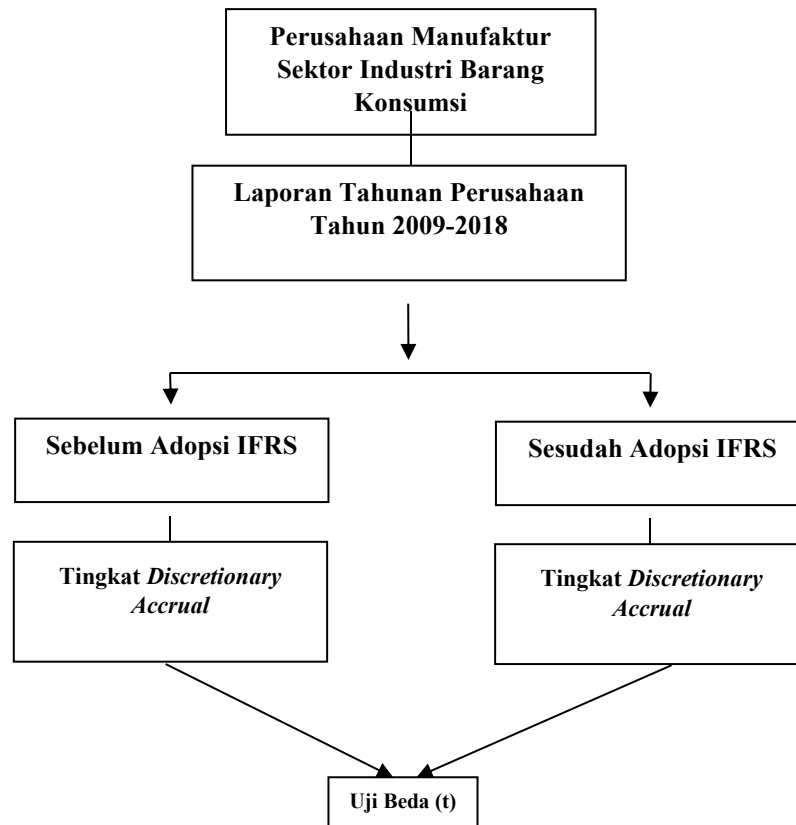 Perusahaan Manufaktur
Sektor Industri Barang
Konsumsi
Laporan Tahunan Perusahaan
Tahun 2009-2018
Sebelum Adopsi IFRS
Sesudah Adopsi IFRS
Tingkat Discretionary
Accrual
Tingkat Discretionary
Accrual
Uji Beda (t)